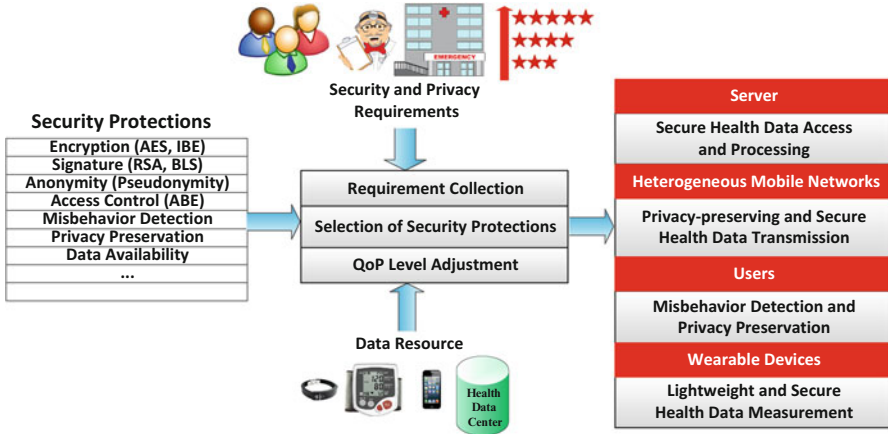 EMERGENCY
Security and Privacy
Requirements
Security Protections
Encryption (AES, IBE)
Signature (RSA, BLS)
Anonymity (Pseudonymity)
Access Control (ABE)
Misbehavior Detection
Privacy Preservation
Data Availability
...
Requirement Collection
Selection of Security Protections
QoP Level Adjustment
Data Resource
Health
Data
Center
Server
Secure Health Data Access
and Processing
Heterogeneous Mobile Networks
Privacy-preserving and Secure
Health Data Transmission
Users
Misbehavior Detection and
Privacy Preservation
Wearable Devices
Lightweight and Secure
Health Data Measurement